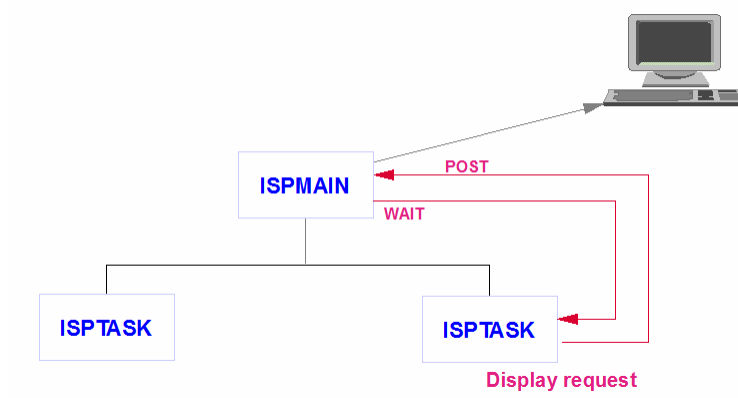 ISPMAIN
POST
WAIT
ISPTASK
ISPTASK
Display request